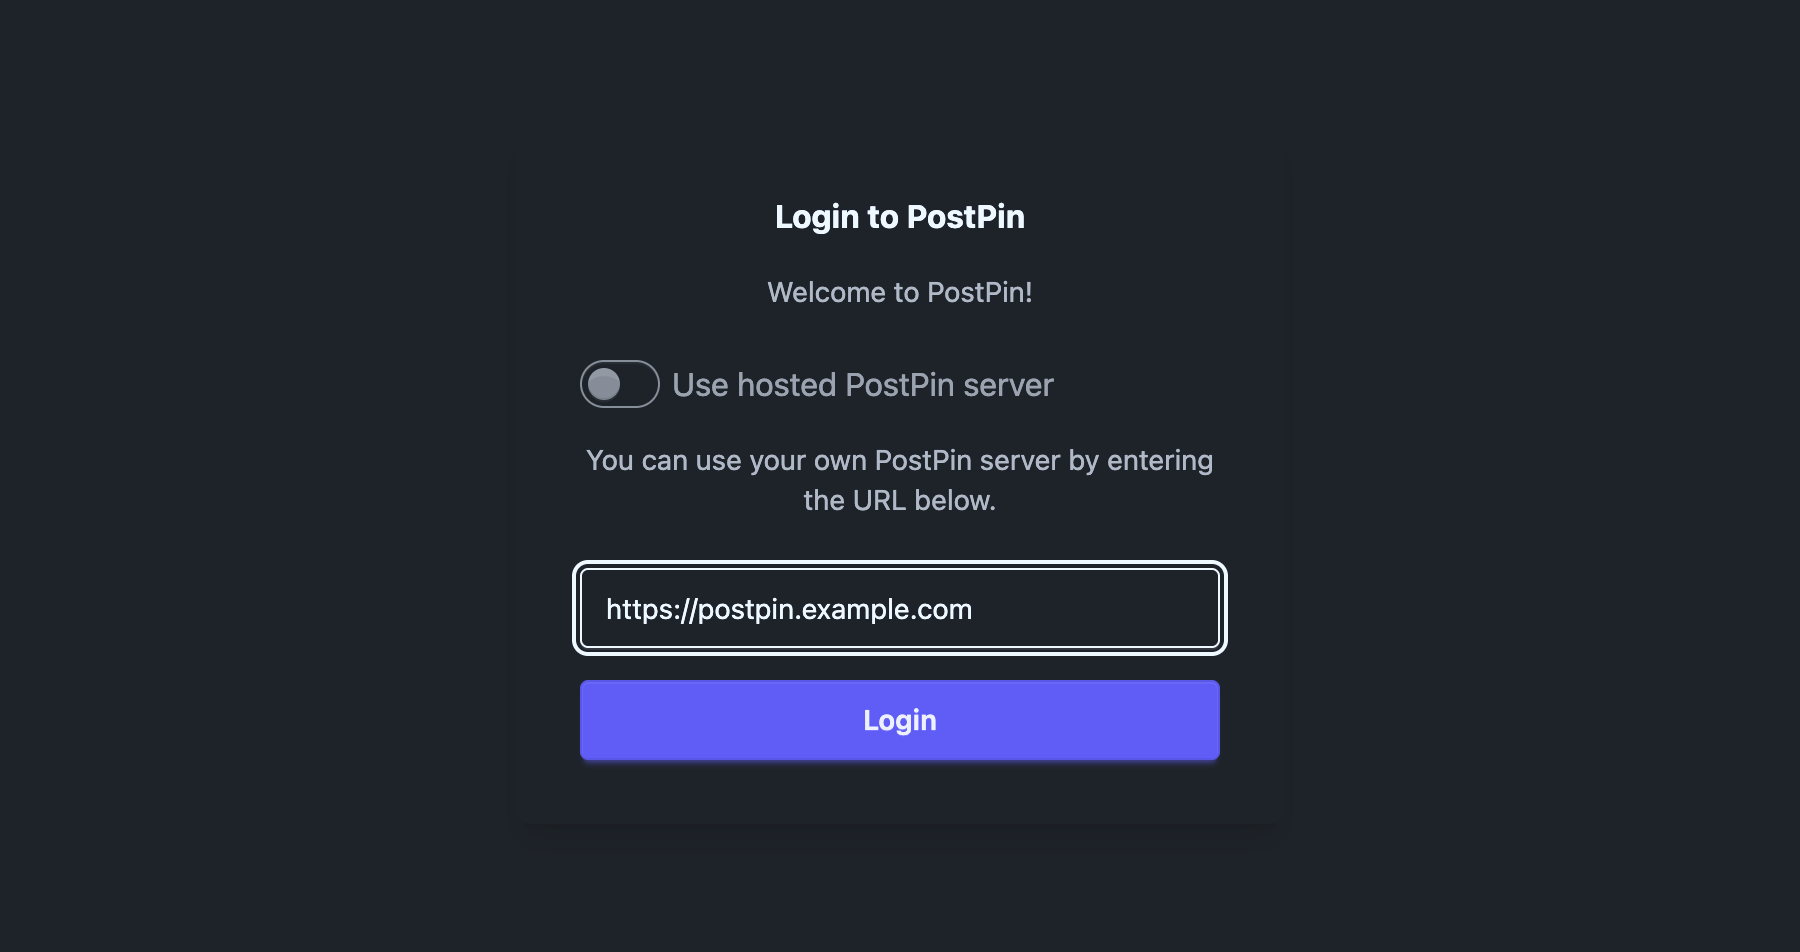 Login to PostPin
Welcome to PostPin!
Use hosted PostPin server
You can use your own PostPin server by entering
the URL below.
https://postpin.example.com
Login